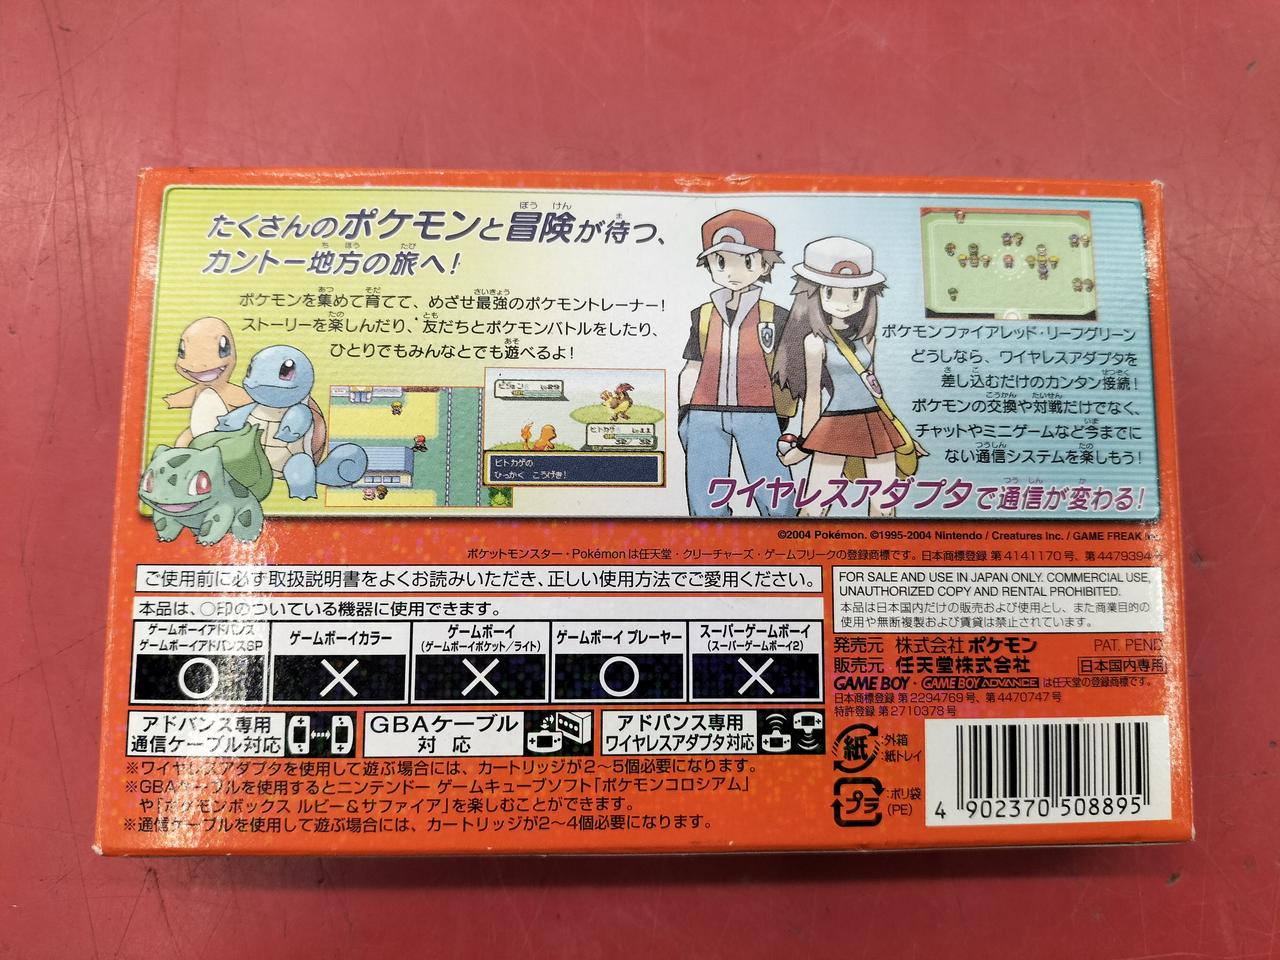 たくさんのポケモンと冒険が待つ、
カントー地方の旅へ！
ポケモンを集めて育てて、めざせ最強のポケモントレーナー！
ストーリーを楽しんだり、友だちとポケモンバトルをしたり、
ひとりでもみんなとでも遊べるよ！
ヒトカゲの
ひっかく こうげき！
ポケモンファイアレッド・リーフグリーン
どうしなら、ワイヤレスアダプタを
差し込むだけのカンタン接続！
ポケモンの交換や対戦だけでなく、
チャットやミニゲームなど今までに
ない通信システムを楽しもう！
ワイヤレスアダプタで通信が変わる！
©2004 Pokémon. ©1995-2004 Nintendo / Creatures Inc. / GAME FREAK
ポケットモンスター・Pokémonは任天堂・クリーチャーズ・ゲームフリークの登録商標です。日本商標登録 第4141170号、第4479394
ご使用前に必ず取扱説明書をよくお読みいただき、正しい使用方法でご愛用ください。
本品は、○印のついている機器に使用できます。
ゲームボーイアドバンス
ゲームボーイアドバンスSP
○
ゲームボーイカラー
×
ゲームボーイ
(ゲームボーイポケット/ライト)
×
ゲームボーイ プレーヤー
○
スーパーゲームボーイ
(スーパーゲームボーイ2)
×
アドバンス専用
通信ケーブル対応
GBAケーブル
対応
アドバンス専用
ワイヤレスアダプタ対応
※ワイヤレスアダプタを使用して遊ぶ場合には、カートリッジが2～5個必要になります。
※GBAケーブルを使用するとニンテンドー ゲームキューブソフト「ポケモンコロシアム」
や「ポケモンボックス ルビー＆サファイア」を楽しむことができます。
※通信ケーブルを使用して遊ぶ場合には、カートリッジが2～4個必要になります。
FOR SALE AND USE IN JAPAN ONLY. COMMERCIAL USE,
UNAUTHORIZED COPY AND RENTAL PROHIBITED.
本品は日本国内だけの販売および使用とし、また商業目的の
使用や無断複製および賃貸は禁止されています。
発売元 株式会社ポケモン
PAT. PEND
販売元 任天堂株式会社
日本国内専用
GAME BOY・GAME BOY ADVANCE は任天堂の登録商標です。
日本商標登録 第2294769号、第4470747号
特許登録 第2710378号
紙
:外箱
:紙トレイ
プラ
:ポリ袋
(PE)
4 902370 508895